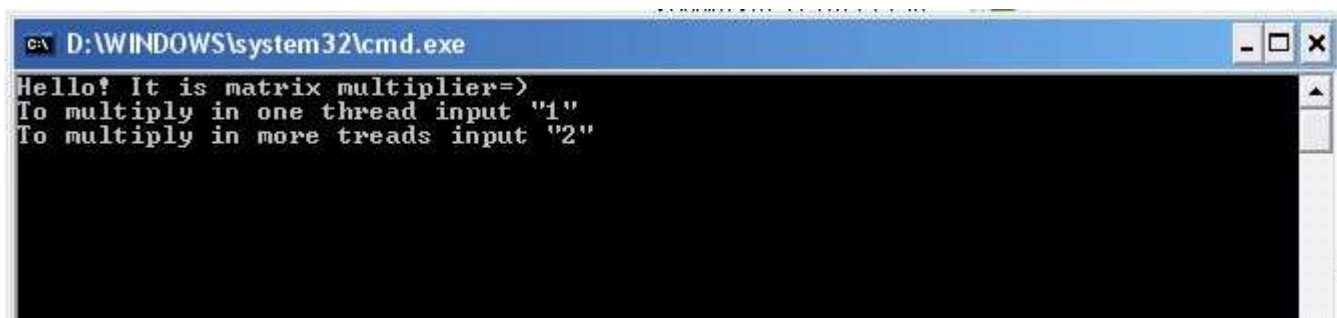 D:\WINDOWS\system32\cmd.exe
Hello! It is matrix multiplier=)
To multiply in one thread input "1"
To multiply in more treads input "2"